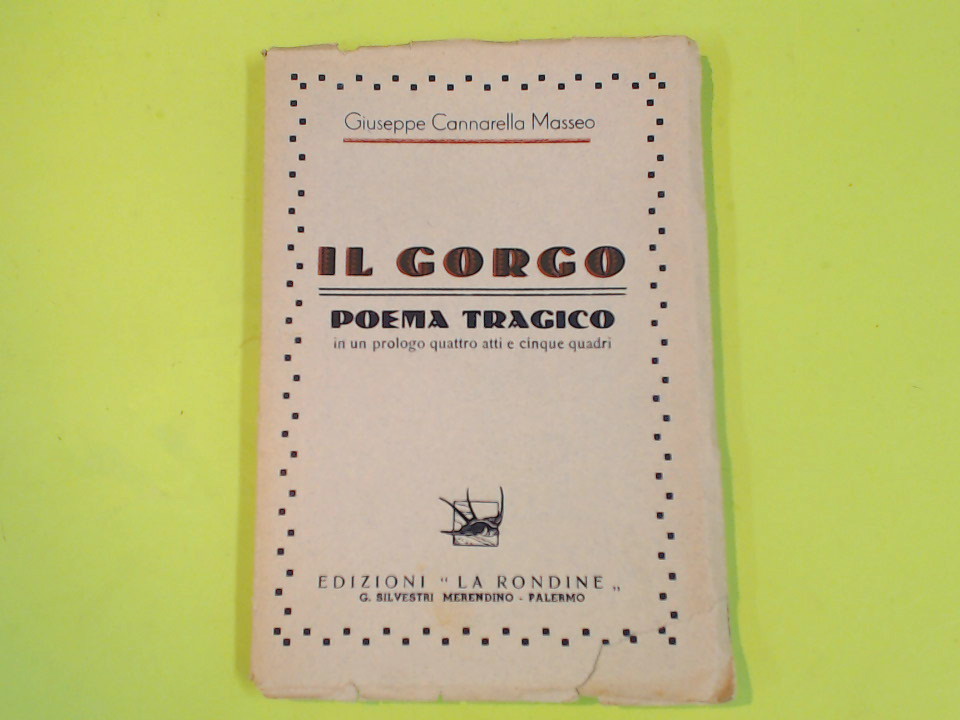 Giuseppe Cannarella Masseo
IL GORGO
POEMA TRAGICO
in un prologo quattro atti e cinque quadri
EDIZIONI “ LA RONDINE „
G. SILVESTRI MERENDINO - PALERMO